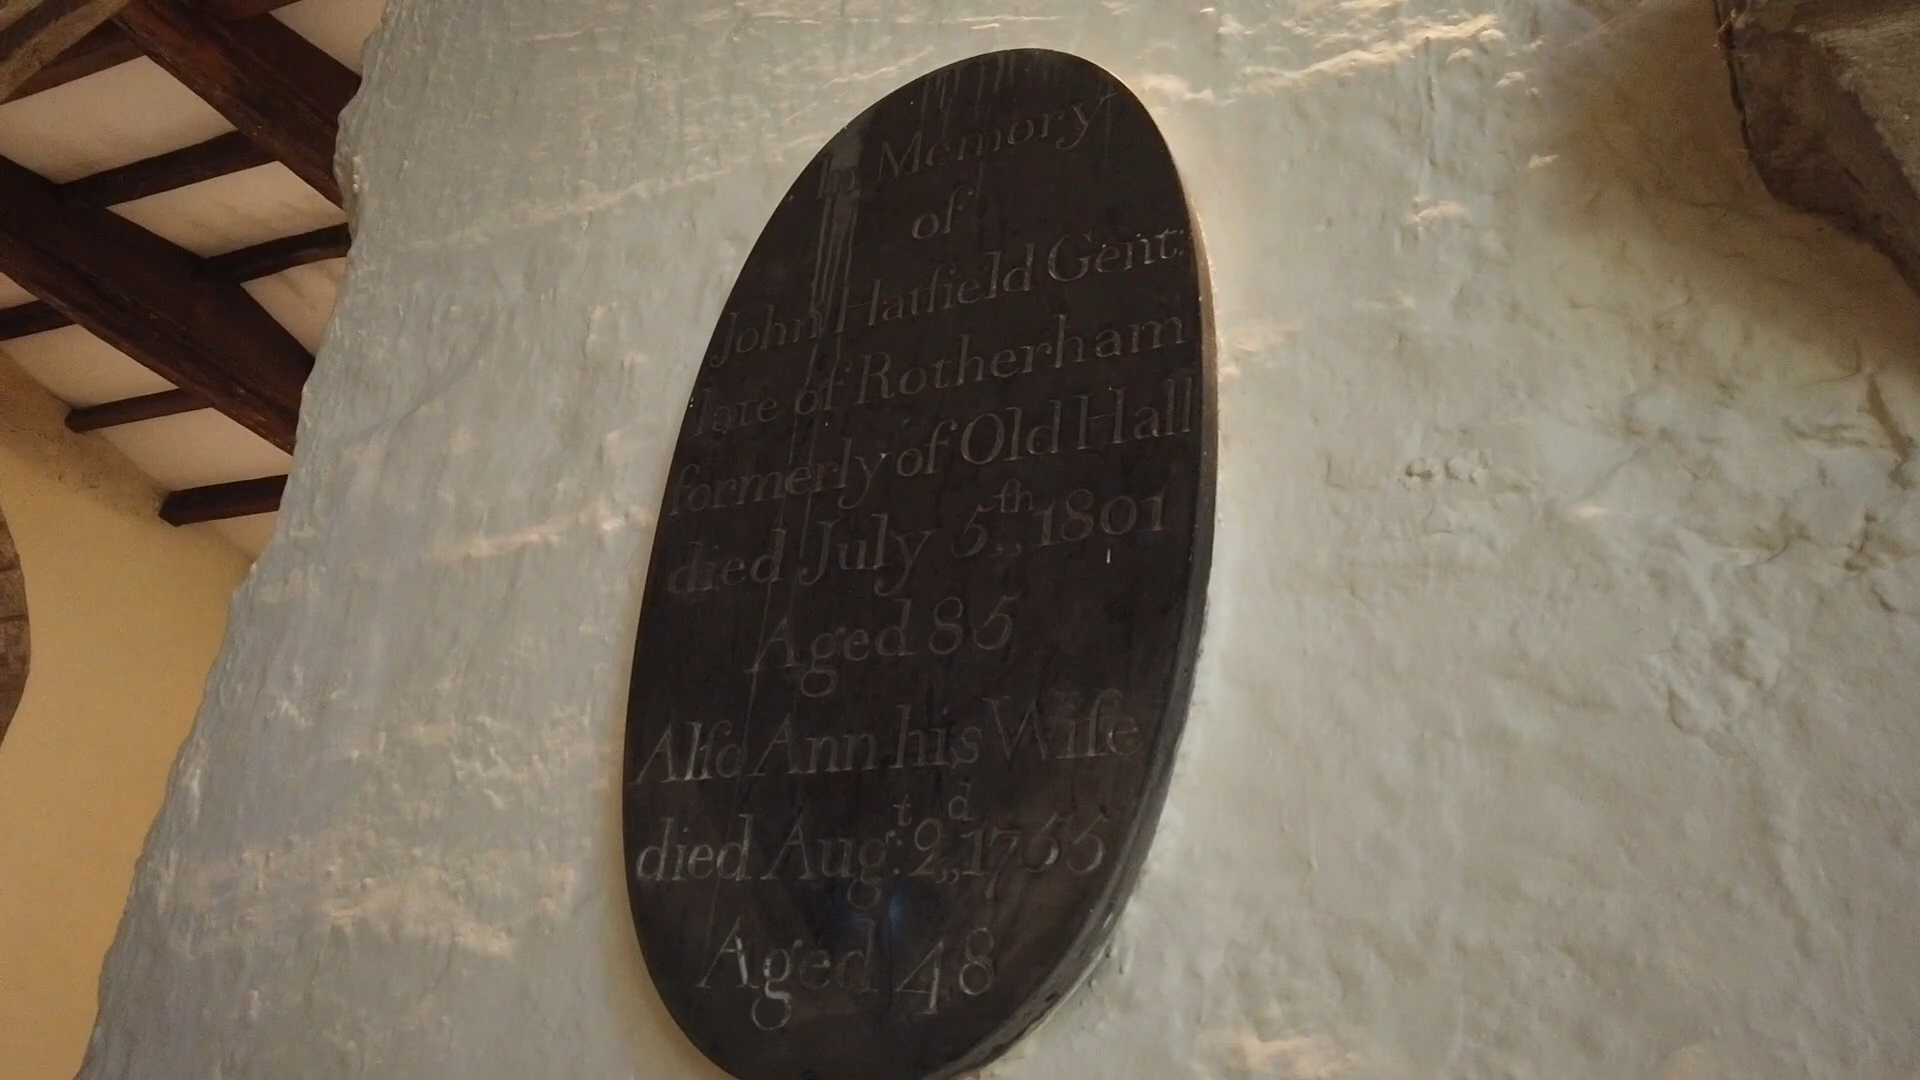 In Memory
of
John Hatfield Gent:
late of Rotherham
formerly of Old Hall
died July 5th,, 1801
Aged 85
Alſo Ann his Wife
died Augt: 2d,, 1755
Aged 48